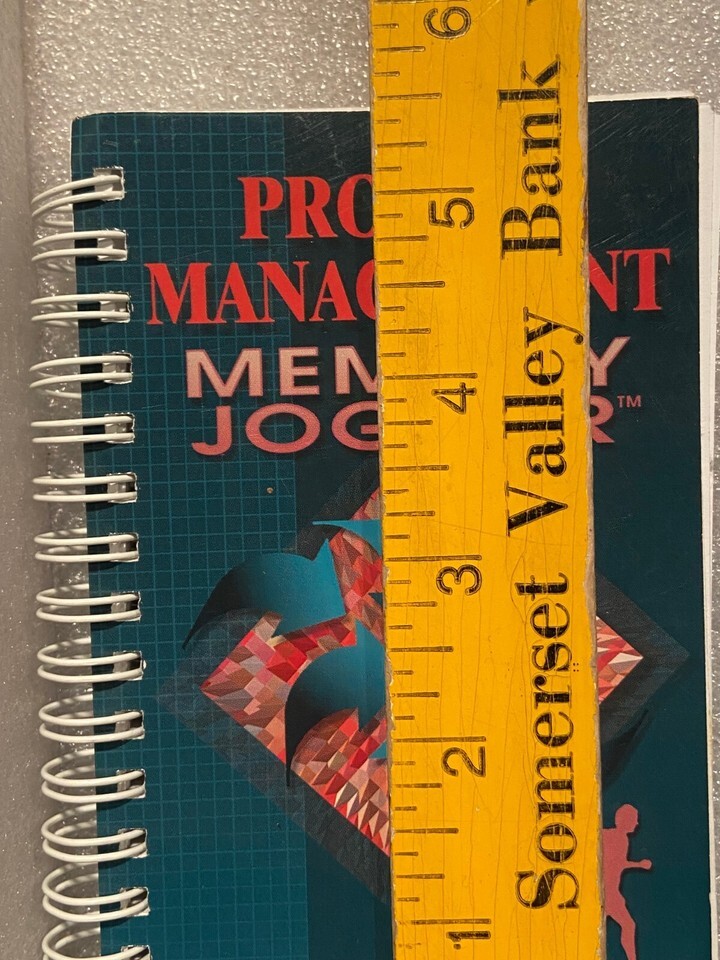 PRO
MANAG NT
MEM Y
JOG R™
6
5
4
3
2
1
Somerset Valley Bank